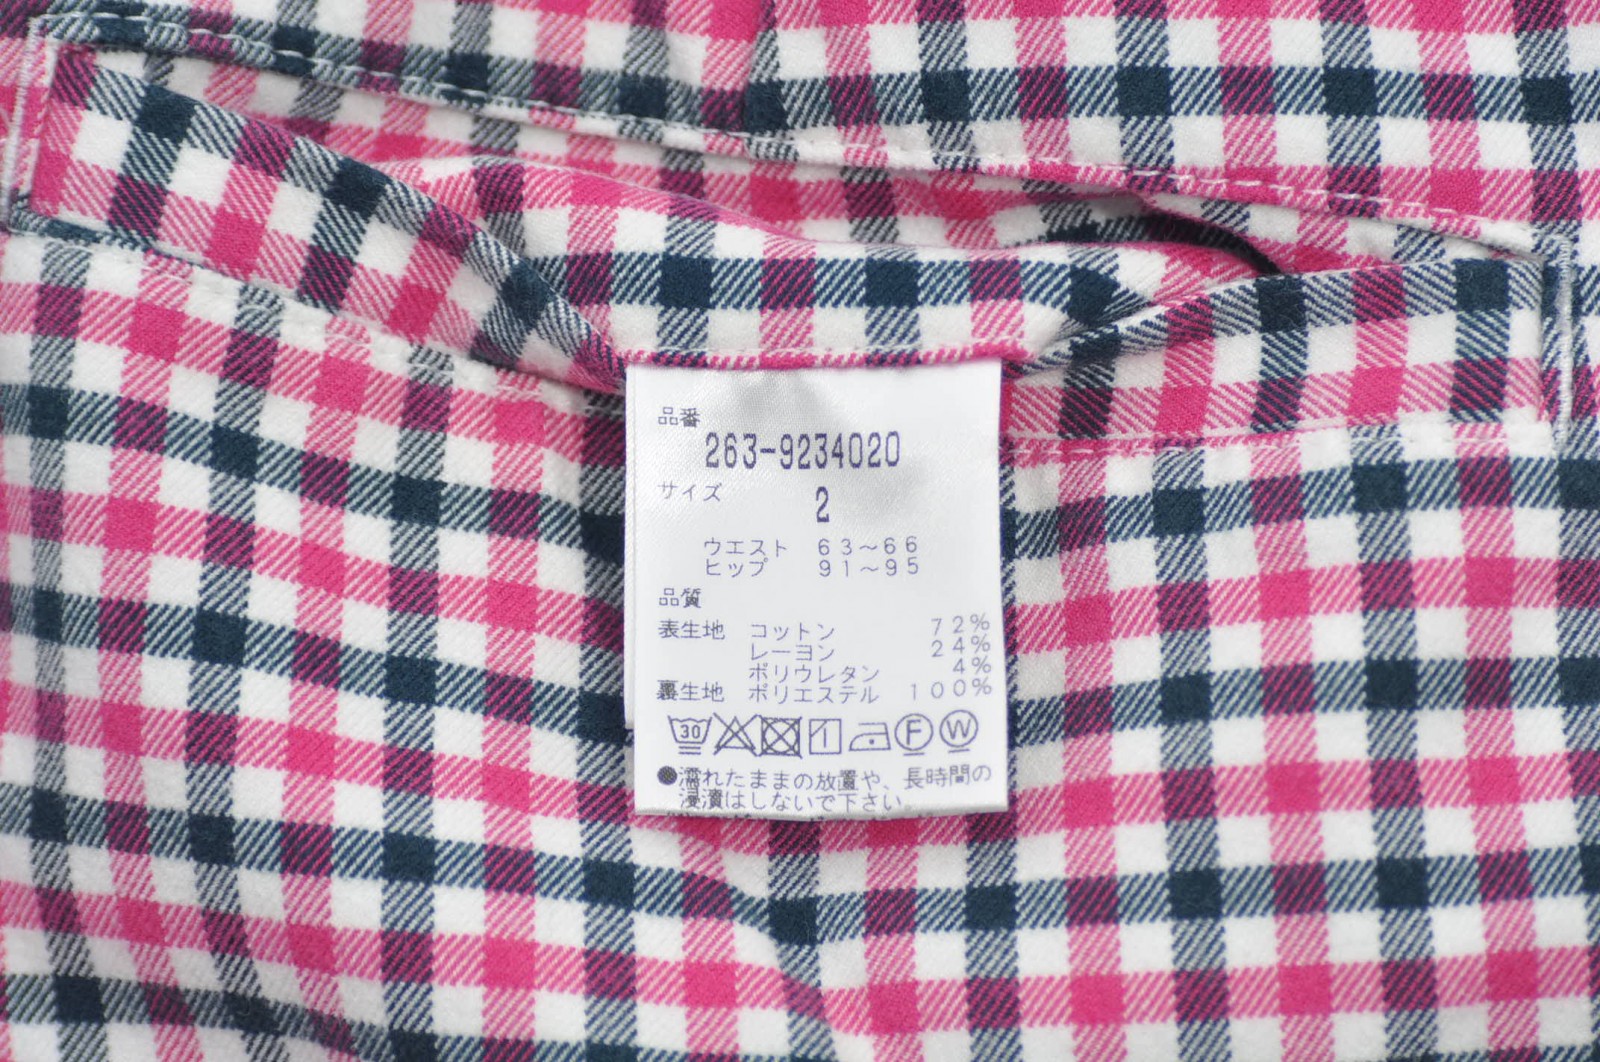 品番
263-9234020
サイズ
2
ウエスト 63～66
ヒップ 91～95
品質
表生地 コットン 72%
レーヨン 24%
ポリウレタン 4%
裏生地 ポリエステル 100%
30 F W
●濡れたままの放置や、長時間の
浸漬はしないで下さい。